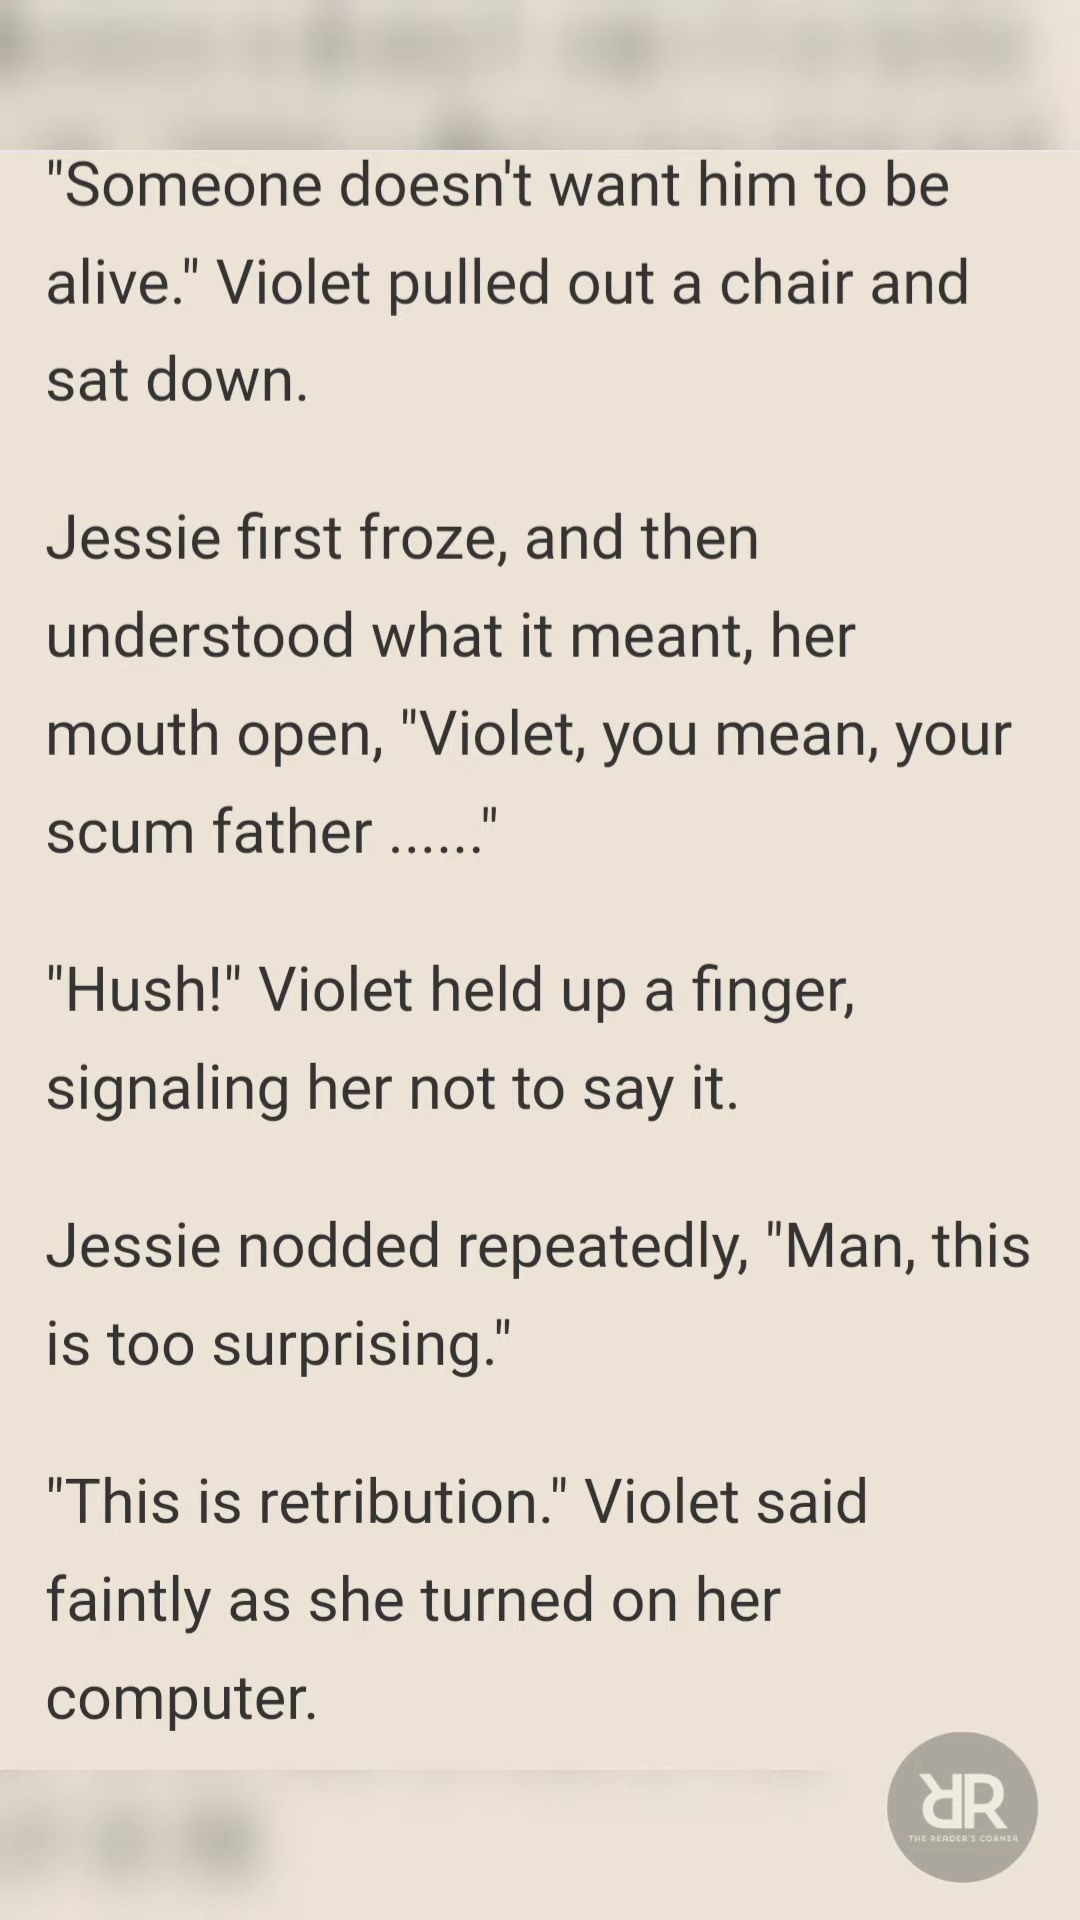 "Someone doesn't want him to be
alive." Violet pulled out a chair and
sat down.
Jessie first froze, and then
understood what it meant, her
mouth open, "Violet, you mean, your
scum father ......"
"Hush!" Violet held up a finger,
signaling her not to say it.
Jessie nodded repeatedly, "Man, this
is too surprising."
"This is retribution." Violet said
faintly as she turned on her
computer.
RR
THE READER'S CORNER